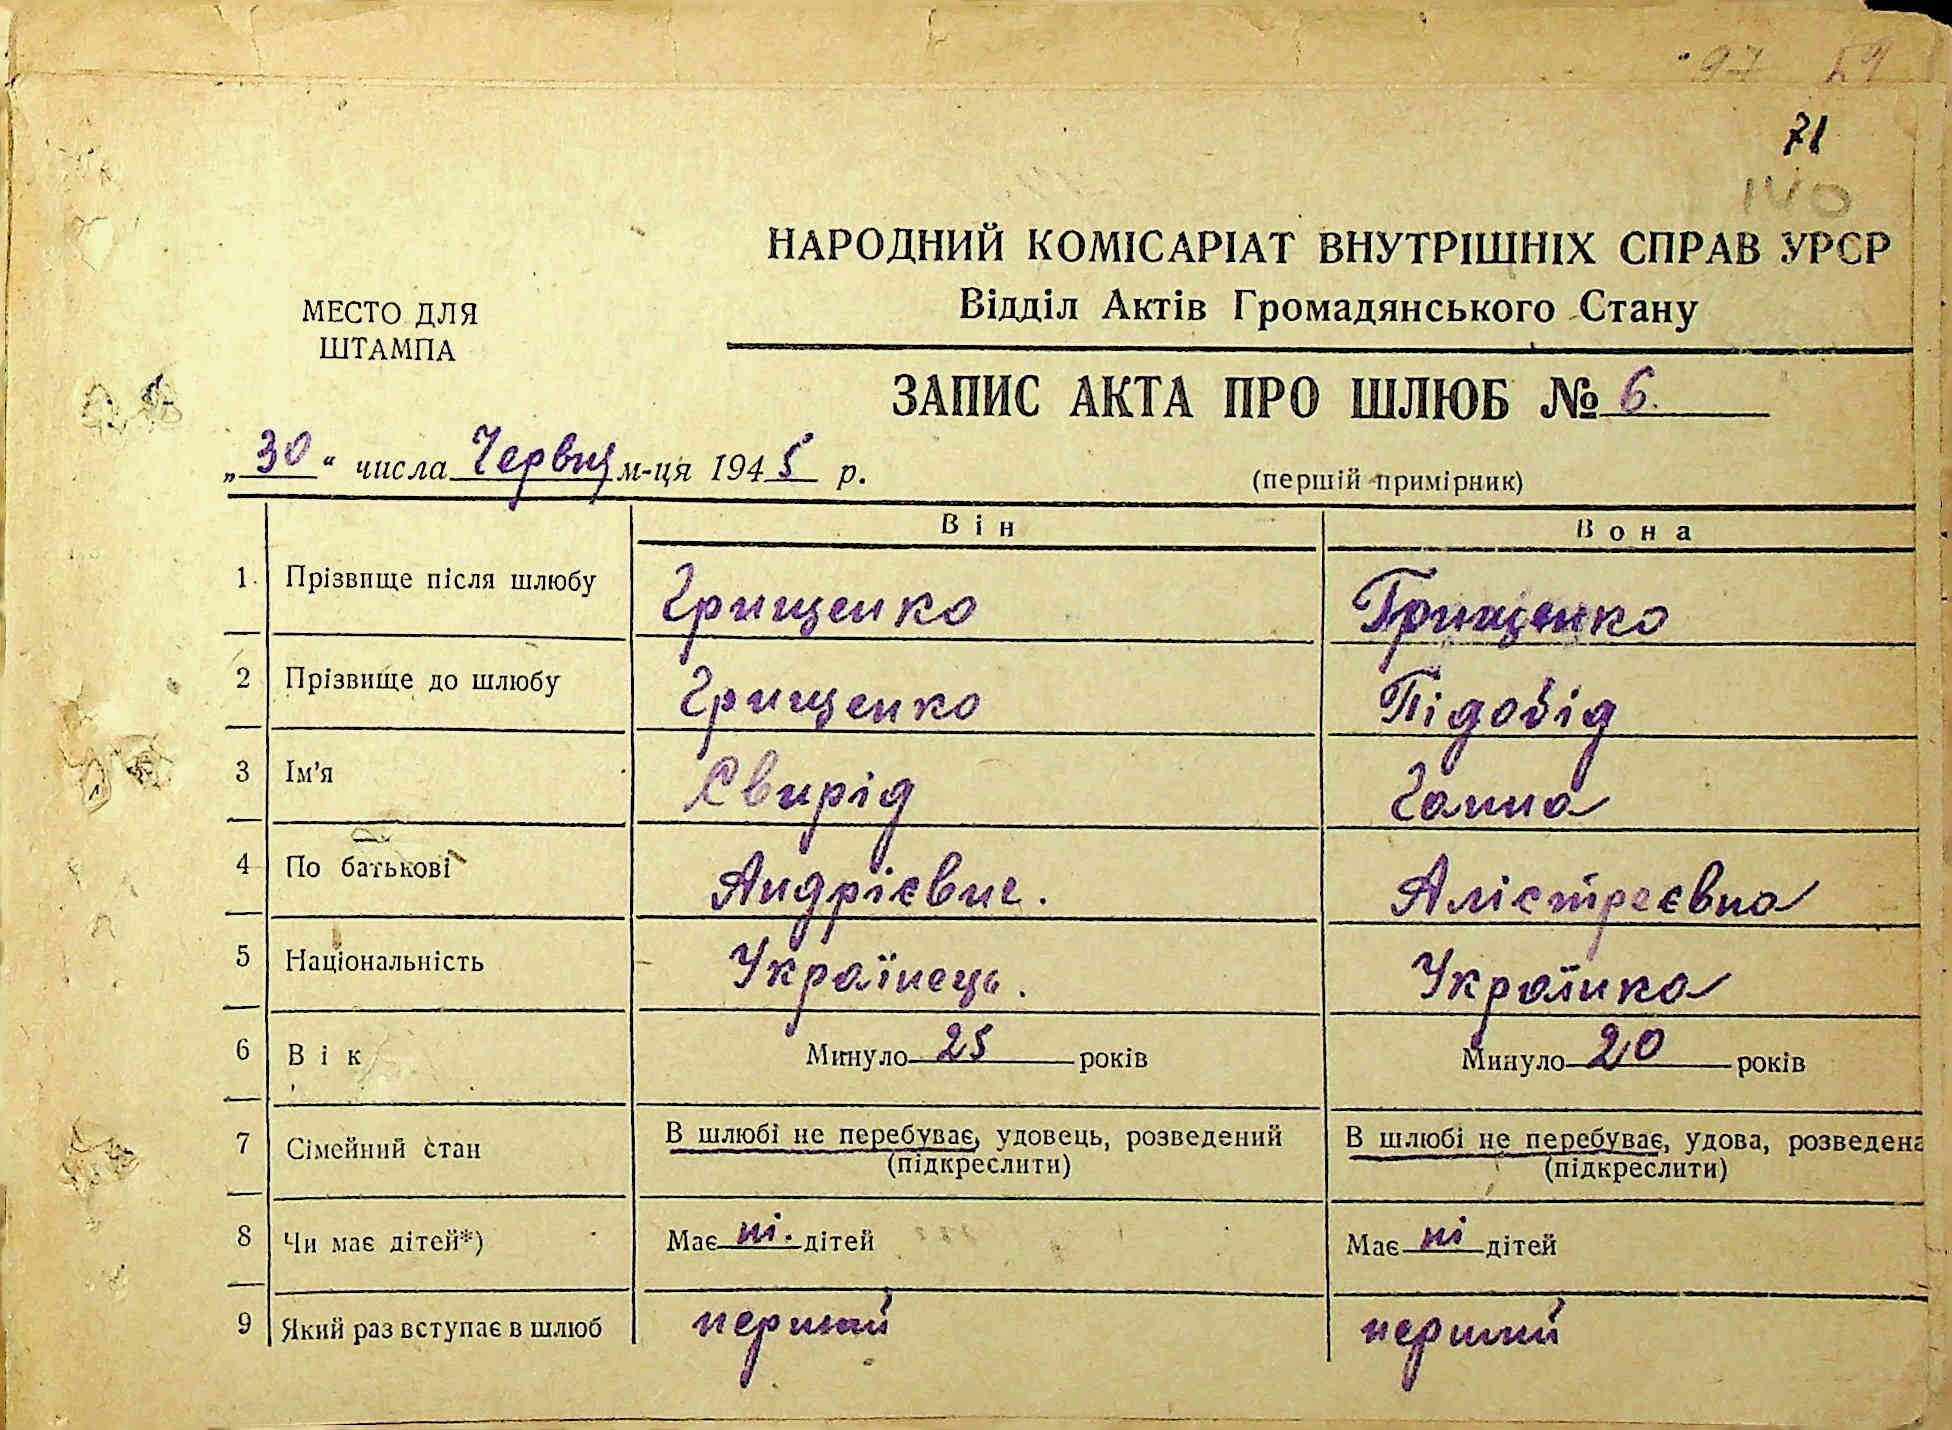 97 59
71
140
НАРОДНИЙ КОМІСАРІАТ ВНУТРІШНІХ СПРАВ УРСР
Відділ Актів Громадянського Стану
МЕСТО ДЛЯ
ШТАМПА
ЗАПИС АКТА ПРО ШЛЮБ № 6.
„30“ числа Червня м-ця 1945 р.
(першій примірник)
Він Вона
1. Прізвище після шлюбу Грищенко Грищенко
2 Прізвище до шлюбу Грищенко Підовід
3 Ім'я Свирід Ганна
4 По батькові Андрієвич. Алістреєвна
5 Національність Українець. Українка
6 Вік Минуло 25 років Минуло 20 років
7 Сімейний стан В шлюбі не перебуває, удовець, розведений В шлюбі не перебуває, удова, розведена
(підкреслити) (підкреслити)
8 Чи має дітей*) Має ні. дітей Має ні дітей
9 Який раз вступає в шлюб перший перший